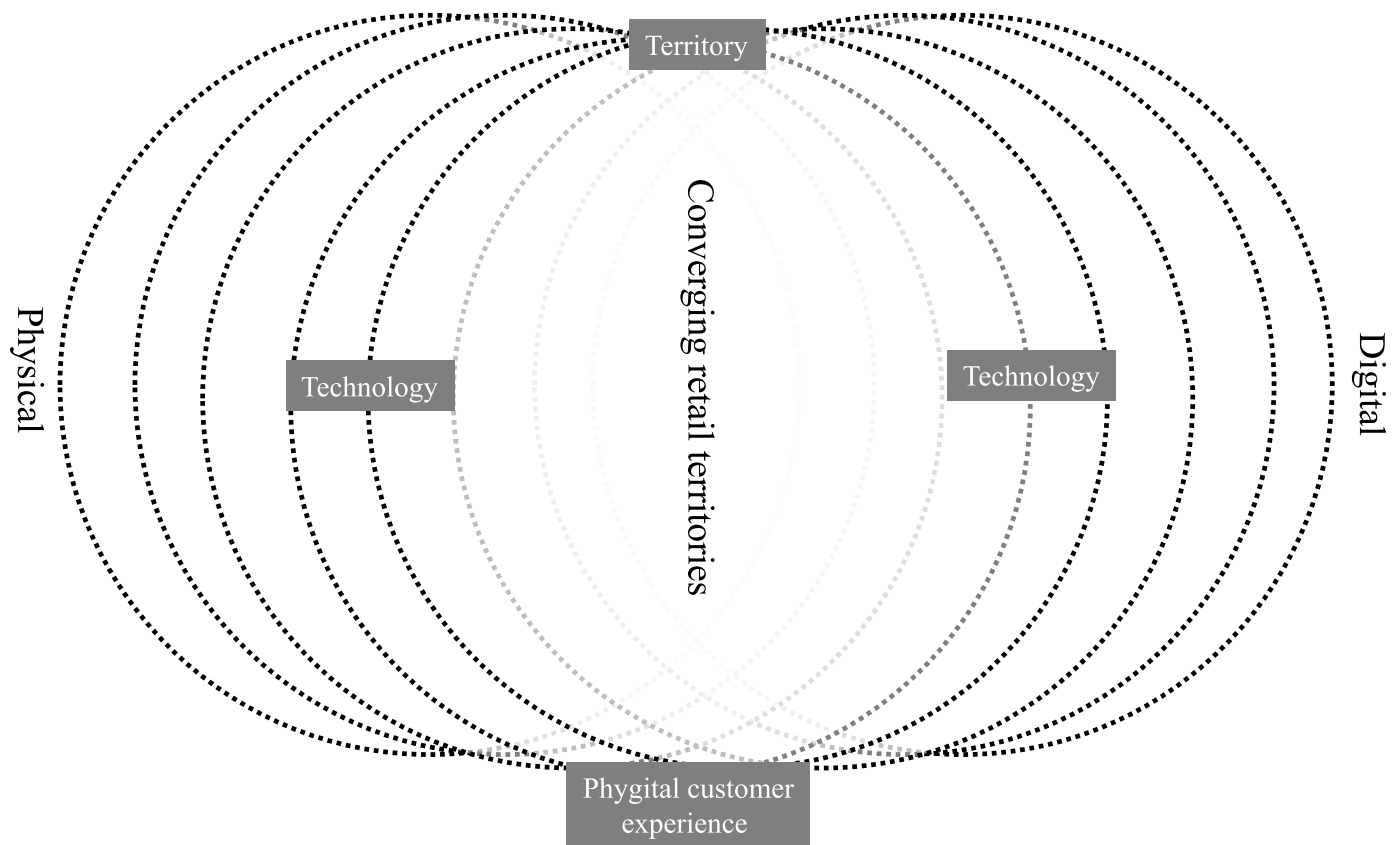 Territory
Physical
Technology
Converging retail territories
Technology
Digital
Phygital customer
experience